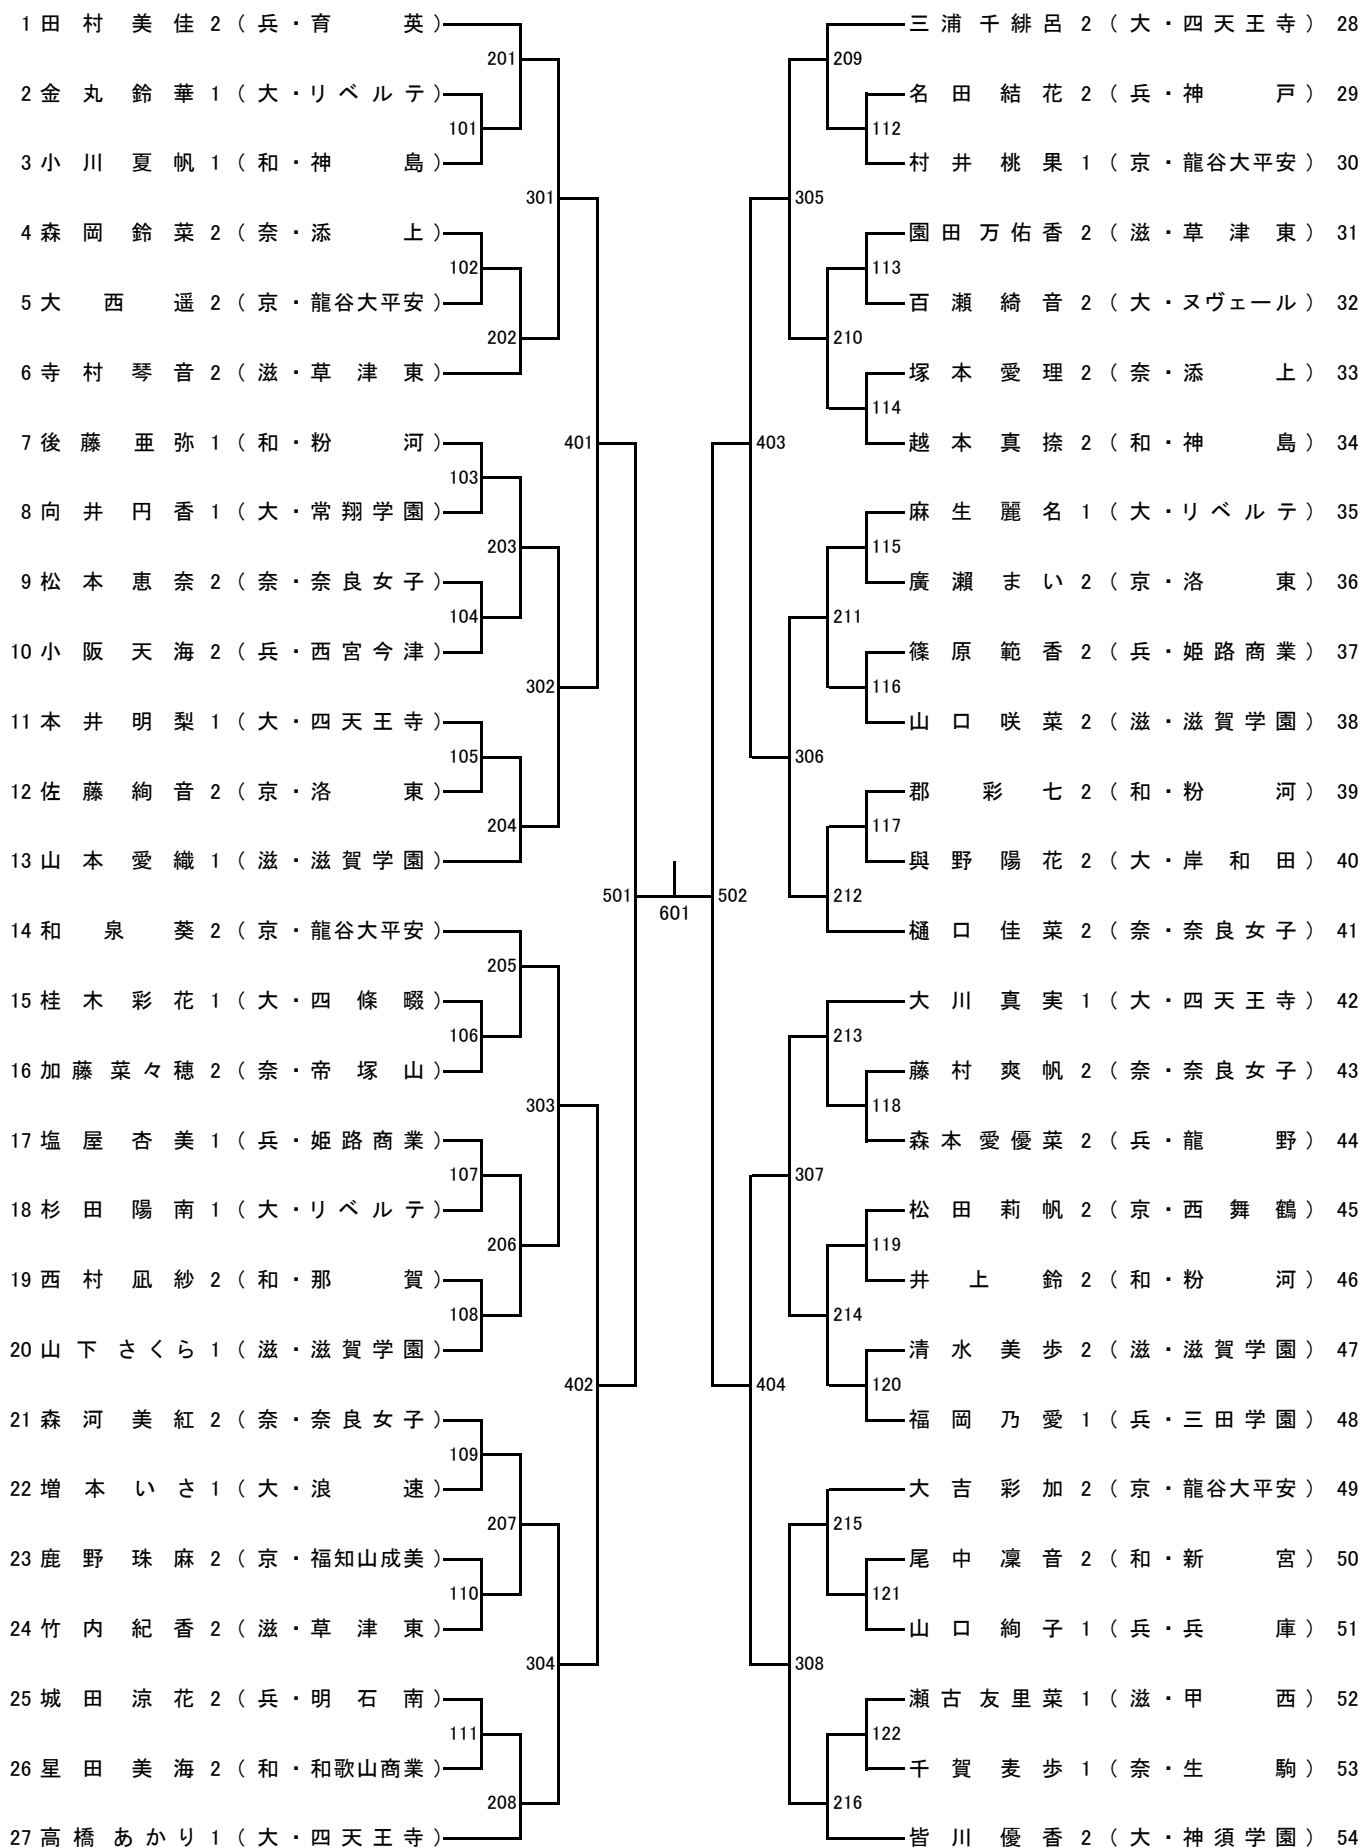 1 田村美佳 2 (兵・育英)
201
2 金丸鈴華 1 (大・リベルテ)
101
3 小川夏帆 1 (和・神島)
301
4 森岡鈴菜 2 (奈・添上)
102
5 大西遥 2 (京・龍谷大平安)
202
6 寺村琴音 2 (滋・草津東)
7 後藤亜弥 1 (和・粉河)
401
103
8 向井円香 1 (大・常翔学園)
203
9 松本恵奈 2 (奈・奈良女子)
104
10 小阪天海 2 (兵・西宮今津)
302
11 本井明梨 1 (大・四天王寺)
105
12 佐藤絢音 2 (京・洛東)
204
13 山本愛織 1 (滋・滋賀学園)
501
601
14 和泉葵 2 (京・龍谷大平安)
205
15 桂木彩花 1 (大・四條畷)
106
16 加藤菜々穂 2 (奈・帝塚山)
303
17 塩屋杏美 1 (兵・姫路商業)
107
18 杉田陽南 1 (大・リベルテ)
206
19 西村凪紗 2 (和・那賀)
108
20 山下さくら 1 (滋・滋賀学園)
402
21 森河美紅 2 (奈・奈良女子)
109
22 増本いさ 1 (大・浪速)
207
23 鹿野珠麻 2 (京・福知山成美)
110
24 竹内紀香 2 (滋・草津東)
304
25 城田涼花 2 (兵・明石南)
111
26 星田美海 2 (和・和歌山商業)
208
27 高橋あかり 1 (大・四天王寺)
三浦千緋呂 2 (大・四天王寺) 28
209
名田結花 2 (兵・神戸) 29
112
村井桃果 1 (京・龍谷大平安) 30
305
園田万佑香 2 (滋・草津東) 31
113
百瀬綺音 2 (大・ヌヴェール) 32
210
塚本愛理 2 (奈・添上) 33
114
越本真捺 2 (和・神島) 34
403
麻生麗名 1 (大・リベルテ) 35
115
廣瀨まい 2 (京・洛東) 36
211
篠原範香 2 (兵・姫路商業) 37
116
山口咲菜 2 (滋・滋賀学園) 38
306
郡彩七 2 (和・粉河) 39
117
與野陽花 2 (大・岸和田) 40
212
502
樋口佳菜 2 (奈・奈良女子) 41
大川真実 1 (大・四天王寺) 42
213
藤村爽帆 2 (奈・奈良女子) 43
118
森本愛優菜 2 (兵・龍野) 44
307
松田莉帆 2 (京・西舞鶴) 45
119
井上鈴 2 (和・粉河) 46
214
清水美歩 2 (滋・滋賀学園) 47
120
404
福岡乃愛 1 (兵・三田学園) 48
大吉彩加 2 (京・龍谷大平安) 49
215
尾中凜音 2 (和・新宮) 50
121
山口絢子 1 (兵・兵庫) 51
308
瀬古友里菜 1 (滋・甲西) 52
122
千賀麦歩 1 (奈・生駒) 53
216
皆川優香 2 (大・神須学園) 54